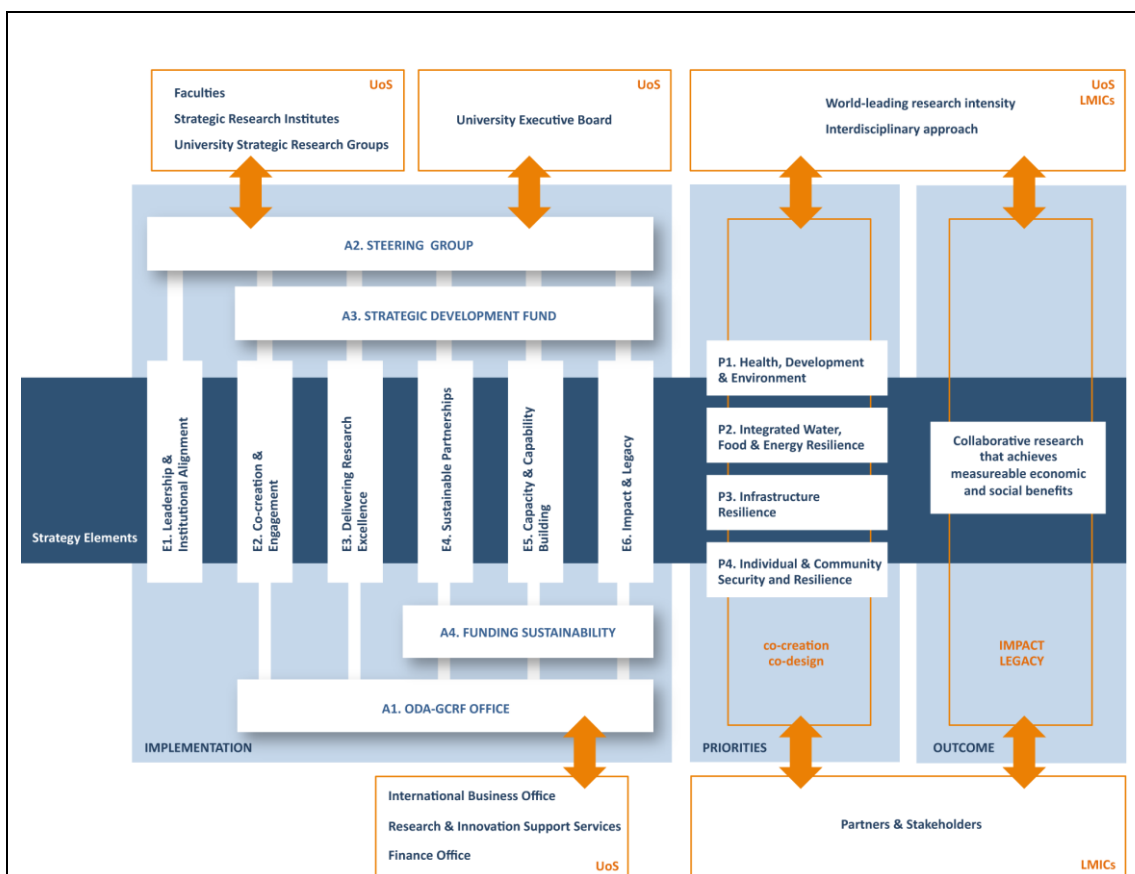 UoS
Faculties
Strategic Research Institutes
University Strategic Research Groups
UoS
University Executive Board
UoS
LMICs
World-leading research intensity
Interdisciplinary approach
A2. STEERING GROUP
A3. STRATEGIC DEVELOPMENT FUND
Strategy Elements
E1. Leadership &
Institutional Alignment
E2. Co-creation &
Engagement
E3. Delivering Research
Excellence
E4. Sustainable Partnerships
E5. Capacity & Capability
Building
E6. Impact & Legacy
A4. FUNDING SUSTAINABILITY
A1. ODA-GCRF OFFICE
IMPLEMENTATION
P1. Health, Development
& Environment
P2. Integrated Water,
Food & Energy Resilience
P3. Infrastructure
Resilience
P4. Individual & Community
Security and Resilience
co-creation
co-design
PRIORITIES
Collaborative research
that achieves
measureable economic
and social benefits
IMPACT
LEGACY
OUTCOME
International Business Office
Research & Innovation Support Services
Finance Office
UoS
Partners & Stakeholders
LMICs